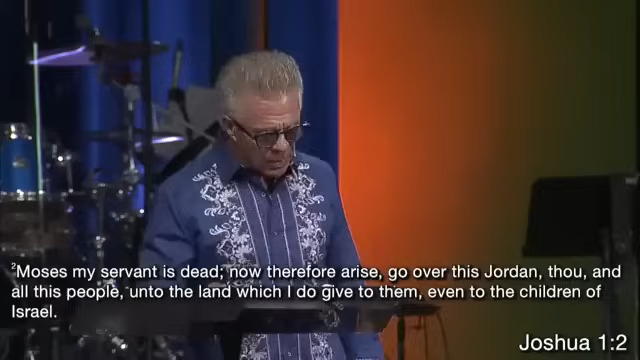 ²Moses my servant is dead; now therefore arise, go over this Jordan, thou, and
all this people, unto the land which I do give to them, even to the children of
Israel.
Joshua 1:2